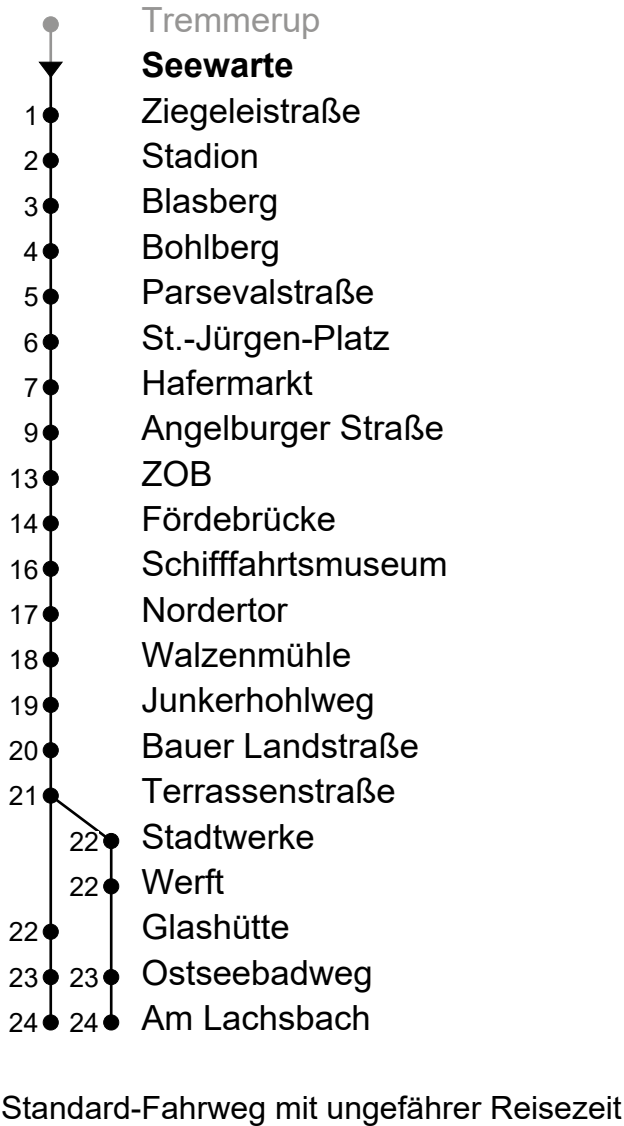 Tremmerup
Seewarte
1 Ziegeleistraße
2 Stadion
3 Blasberg
4 Bohlberg
5 Parsevalstraße
6 St.-Jürgen-Platz
7 Hafermarkt
9 Angelburger Straße
13 ZOB
14 Fördebrücke
16 Schifffahrtsmuseum
17 Nordertor
18 Walzenmühle
19 Junkerhohlweg
20 Bauer Landstraße
21 Terrassenstraße
22 Stadtwerke
22 Werft
22 Glashütte
23 23 Ostseebadweg
24 24 Am Lachsbach
Standard-Fahrweg mit ungefährer Reisezeit